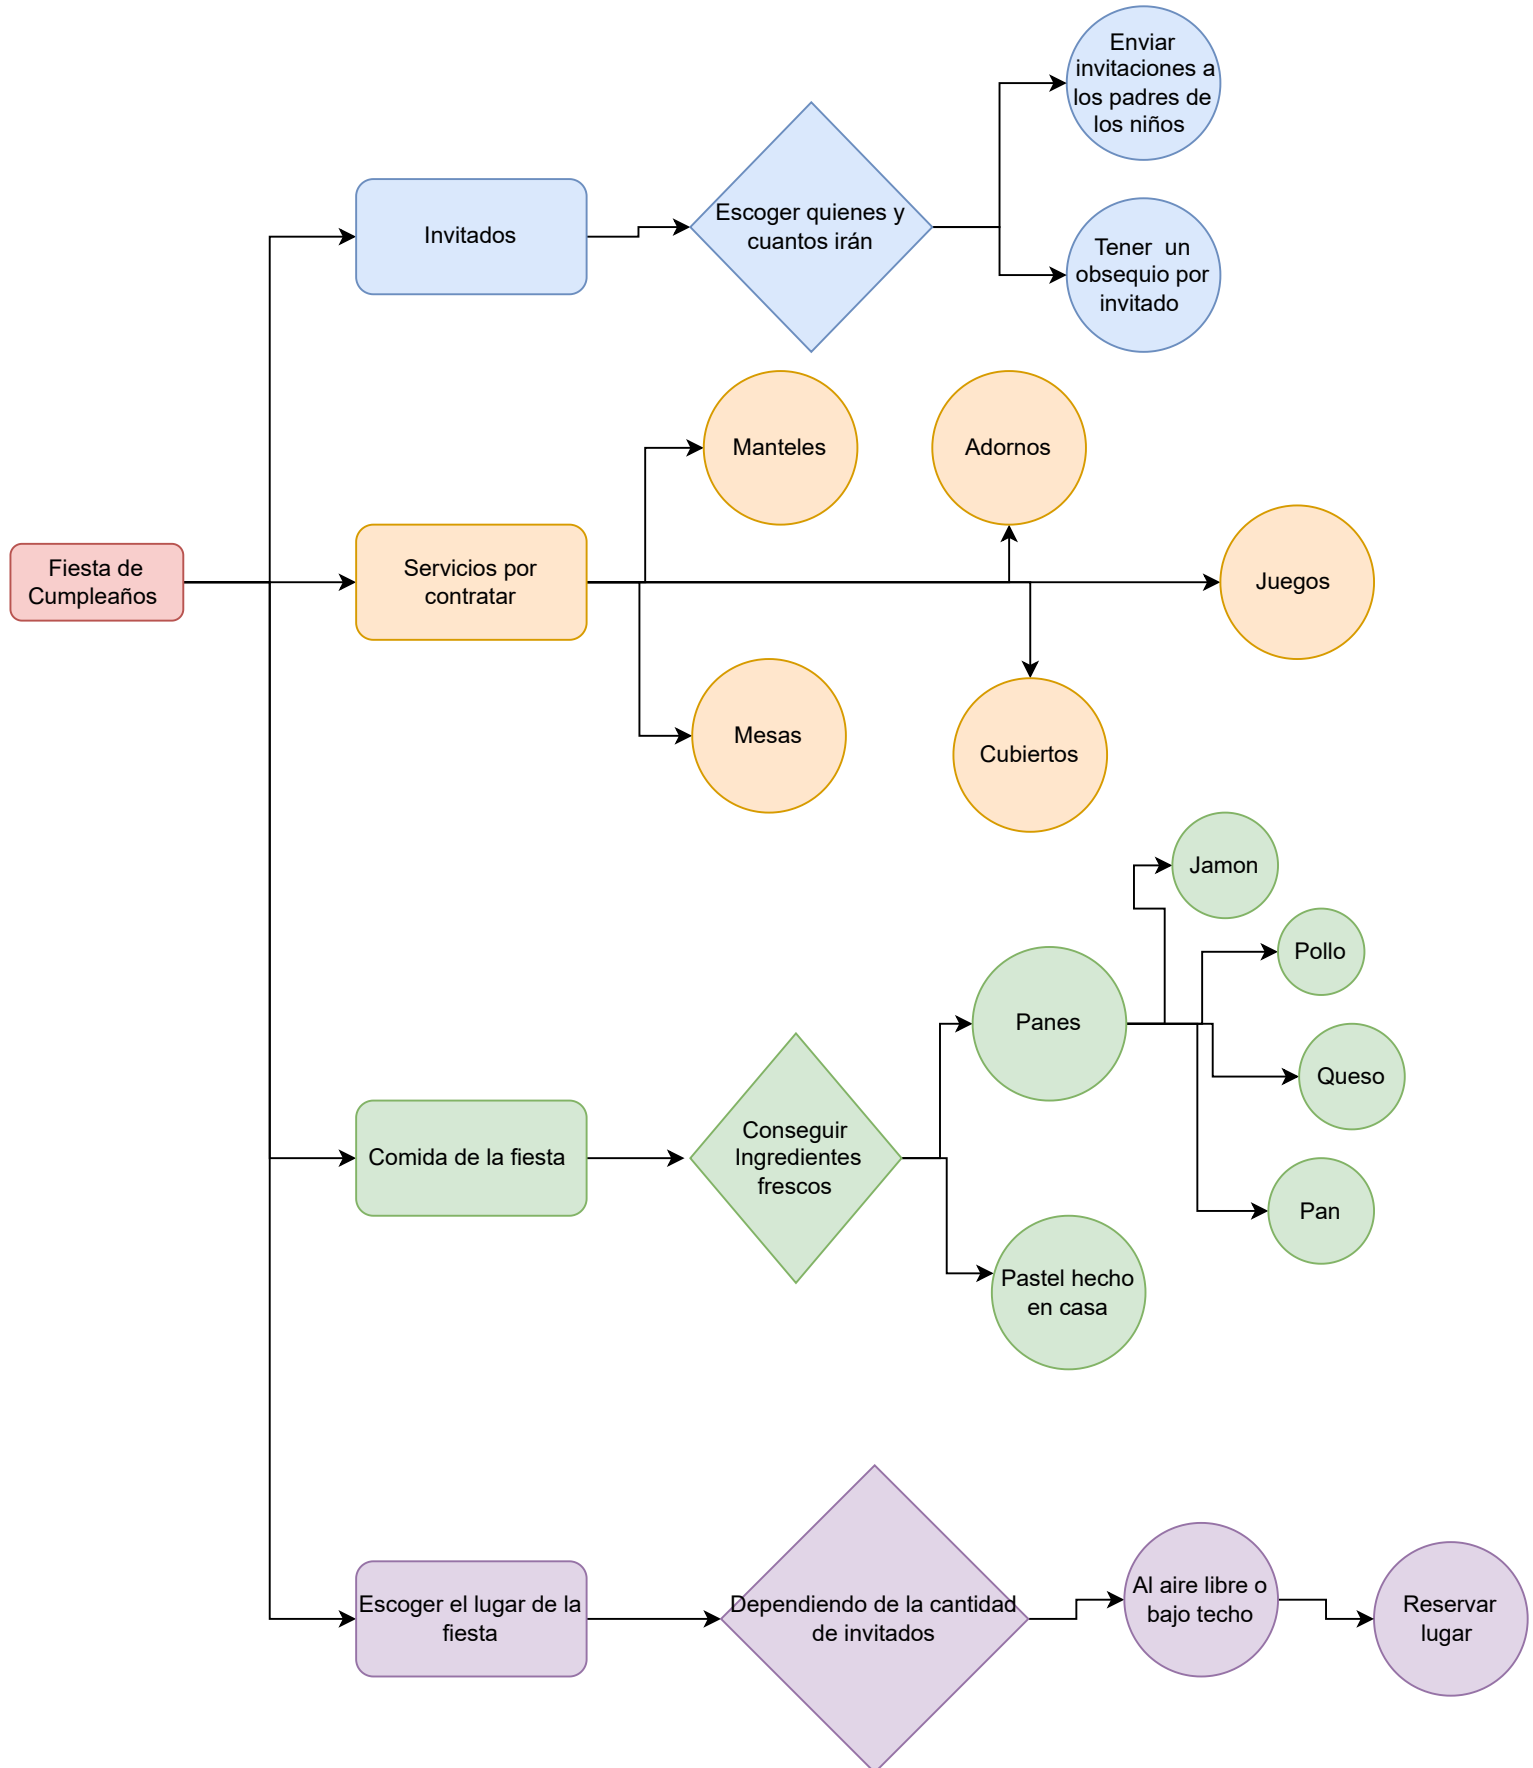 Enviar
invitaciones a
los padres de
los niños
Invitados
Escoger quienes y
cuantos irán
Tener un
obsequio por
invitado
Manteles
Adornos
Fiesta de
Cumpleaños
Servicios por
contratar
Juegos
Mesas
Cubiertos
Jamon
Pollo
Panes
Queso
Comida de la fiesta
Conseguir
Ingredientes
frescos
Pan
Pastel hecho
en casa
Escoger el lugar de la
fiesta
Dependiendo de la cantidad
de invitados
Al aire libre o
bajo techo
Reservar
lugar